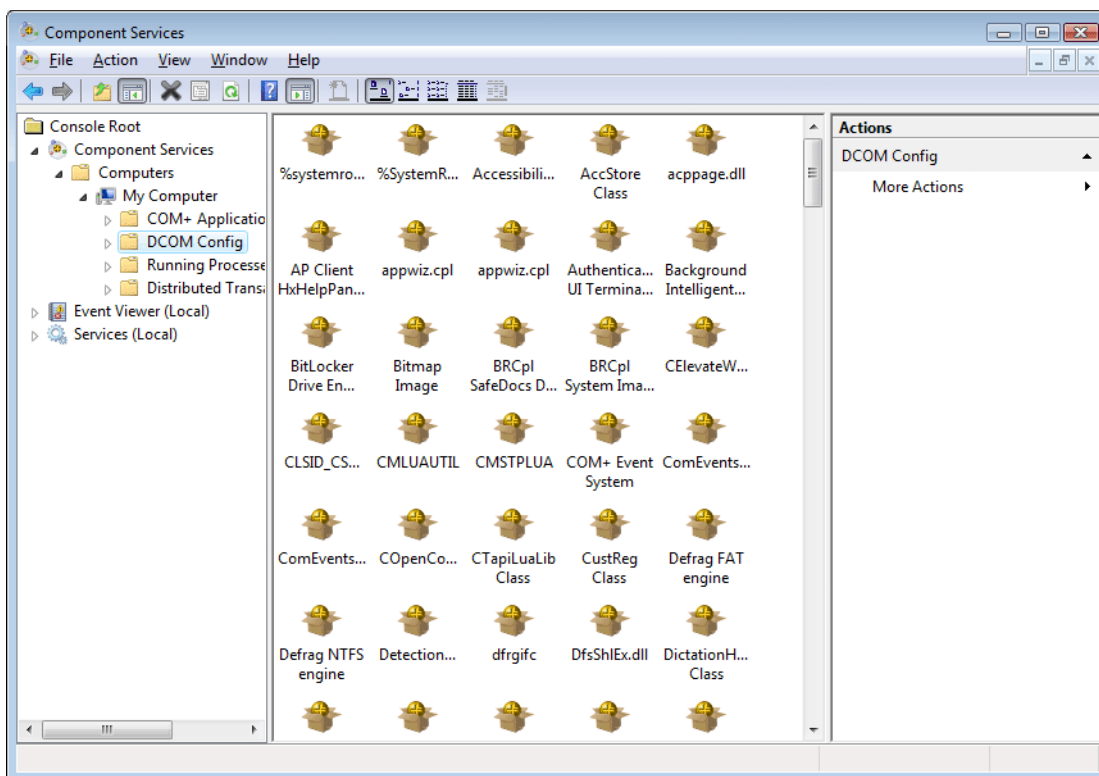 Component Services
File Action View Window Help
Console Root
Component Services
Computers
My Computer
COM+ Applicatio
DCOM Config
Running Processe
Distributed Transa
Event Viewer (Local)
Services (Local)
%systemro... %SystemR... Accessibili... AccStore acppage.dll
Class
AP Client appwiz.cpl appwiz.cpl Authentica... Background
HxHelpPan... UI Termina... Intelligent...
BitLocker Bitmap BRCpl BRCpl CElevateW...
Drive En... Image SafeDocs D... System Ima...
CLSID_CS... CMLUAUTIL CMSTPLUA COM+ Event ComEvents...
System
ComEvents... COpenCo... CTapiLuaLib CustReg Defrag FAT
Class Class engine
Defrag NTFS Detection... dfrgifc DfsShlEx.dll DictationH...
engine Class
Actions
DCOM Config
More Actions